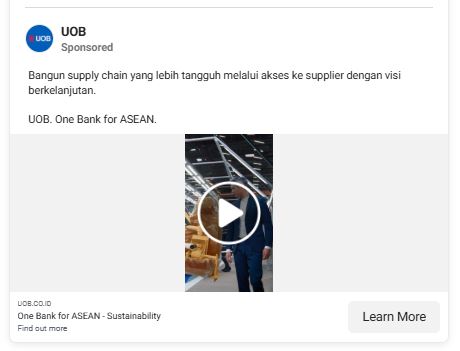 UOB
UOB
Sponsored
Bangun supply chain yang lebih tangguh melalui akses ke supplier dengan visi
berkelanjutan.
UOB. One Bank for ASEAN.
UOB.CO.ID
One Bank for ASEAN - Sustainability
Find out more
Learn More